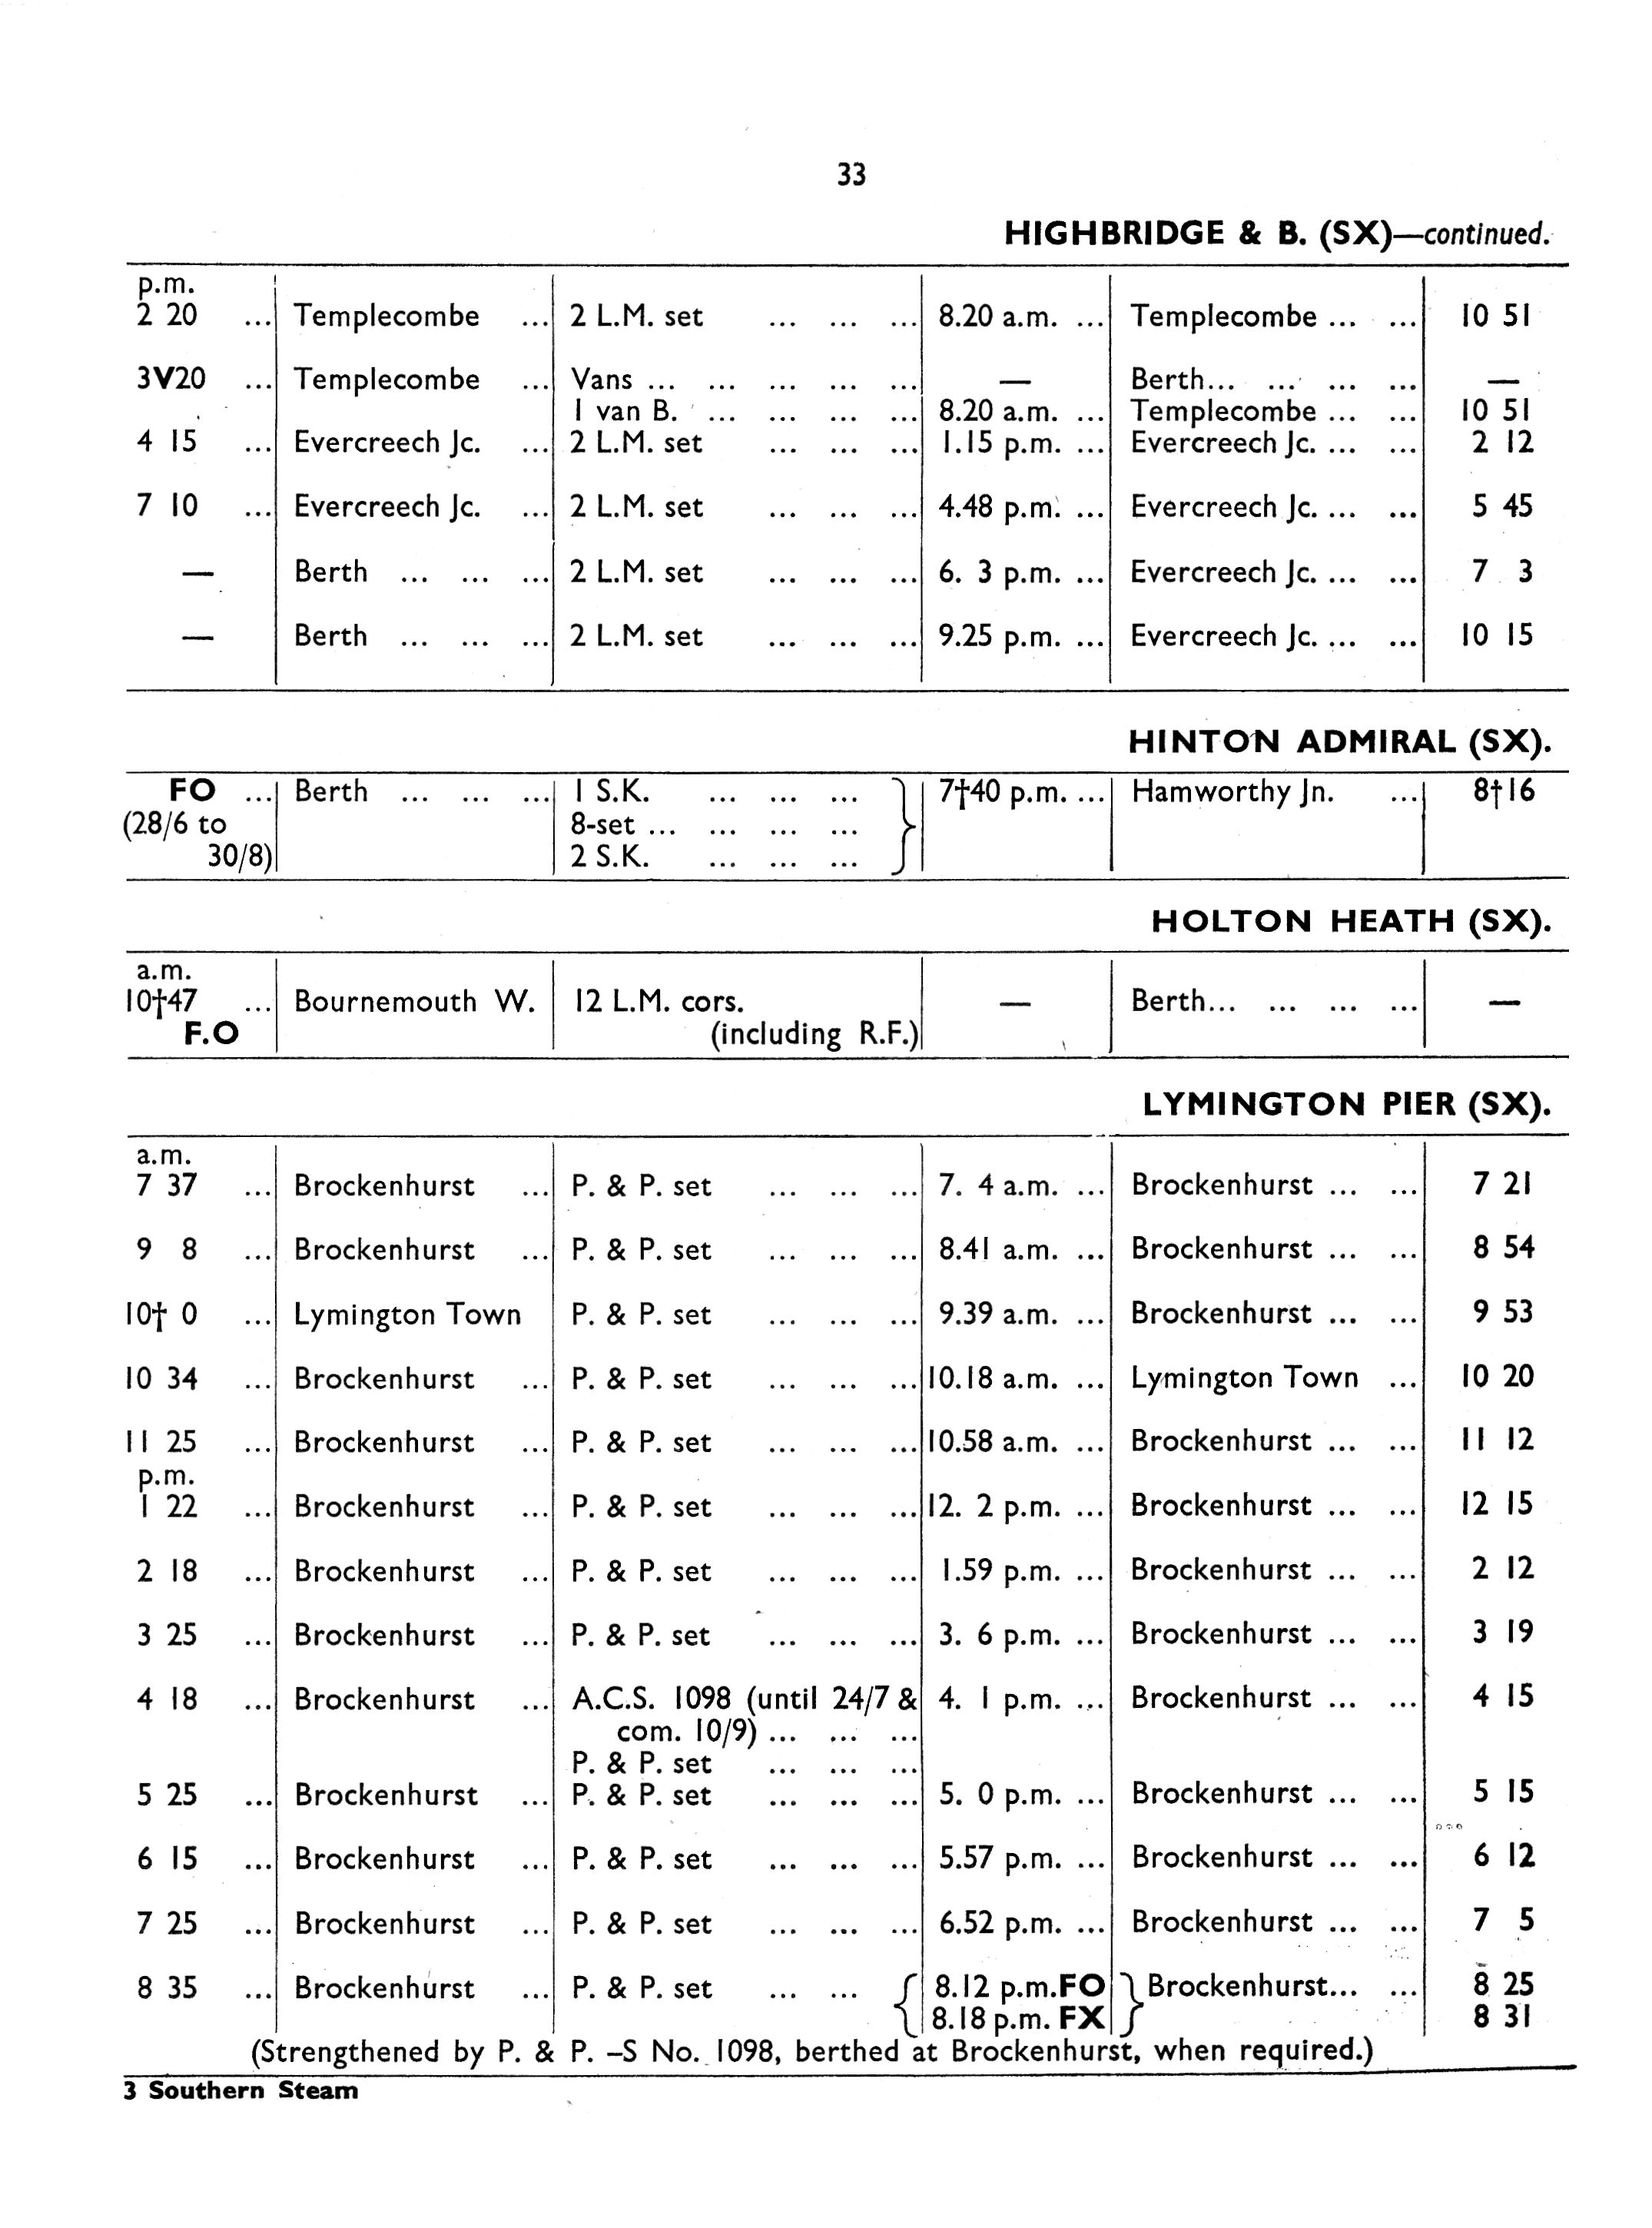 33
HIGHBRIDGE & B. (SX)—continued.
p.m.
2 20 ... Templecombe ... 2 L.M. set ... ... ... 8.20 a.m. ... Templecombe ... ... 10 51
3V20 ... Templecombe ... Vans ... ... ... ... ... — Berth... ... ... ... —
1 van B. ... ... ... ... 8.20 a.m. ... Templecombe ... ... 10 51
4 15 ... Evercreech Jc. ... 2 L.M. set ... ... ... 1.15 p.m. ... Evercreech Jc. ... ... 2 12
7 10 ... Evercreech Jc. ... 2 L.M. set ... ... ... 4.48 p.m. ... Evercreech Jc. ... ... 5 45
— Berth ... ... ... 2 L.M. set ... ... ... 6. 3 p.m. ... Evercreech Jc. ... ... 7 3
— Berth ... ... ... 2 L.M. set ... ... ... 9.25 p.m. ... Evercreech Jc. ... ... 10 15
HINTON ADMIRAL (SX).
FO ... Berth ... ... ... 1 S.K. ... ... ... } 7†40 p.m. ... Hamworthy Jn. ... 8†16
(28/6 to 8-set ... ... ... ...
30/8) 2 S.K. ... ... ...
HOLTON HEATH (SX).
a.m.
10†47 ... Bournemouth W. 12 L.M. cors. — Berth... ... ... ... —
F.O (including R.F.)
LYMINGTON PIER (SX).
a.m.
7 37 ... Brockenhurst ... P. & P. set ... ... ... 7. 4 a.m. ... Brockenhurst ... ... 7 21
9 8 ... Brockenhurst ... P. & P. set ... ... ... 8.41 a.m. ... Brockenhurst ... ... 8 54
10† 0 ... Lymington Town P. & P. set ... ... ... 9.39 a.m. ... Brockenhurst ... ... 9 53
10 34 ... Brockenhurst ... P. & P. set ... ... ... 10.18 a.m. ... Lymington Town ... 10 20
11 25 ... Brockenhurst ... P. & P. set ... ... ... 10.58 a.m. ... Brockenhurst ... ... 11 12
p.m.
1 22 ... Brockenhurst ... P. & P. set ... ... ... 12. 2 p.m. ... Brockenhurst ... ... 12 15
2 18 ... Brockenhurst ... P. & P. set ... ... ... 1.59 p.m. ... Brockenhurst ... ... 2 12
3 25 ... Brockenhurst ... P. & P. set ... ... ... 3. 6 p.m. ... Brockenhurst ... ... 3 19
4 18 ... Brockenhurst ... A.C.S. 1098 (until 24/7 & 4. 1 p.m. ... Brockenhurst ... ... 4 15
com. 10/9) ... ... ...
P. & P. set ... ... ...
5 25 ... Brockenhurst ... P. & P. set ... ... ... 5. 0 p.m. ... Brockenhurst ... ... 5 15
6 15 ... Brockenhurst ... P. & P. set ... ... ... 5.57 p.m. ... Brockenhurst ... ... 6 12
7 25 ... Brockenhurst ... P. & P. set ... ... ... 6.52 p.m. ... Brockenhurst ... ... 7 5
8 35 ... Brockenhurst ... P. & P. set ... ... { 8.12 p.m. FO } Brockenhurst... ... 8 25
8.18 p.m. FX 8 31
(Strengthened by P. & P. –S No. 1098, berthed at Brockenhurst, when required.)
3 Southern Steam